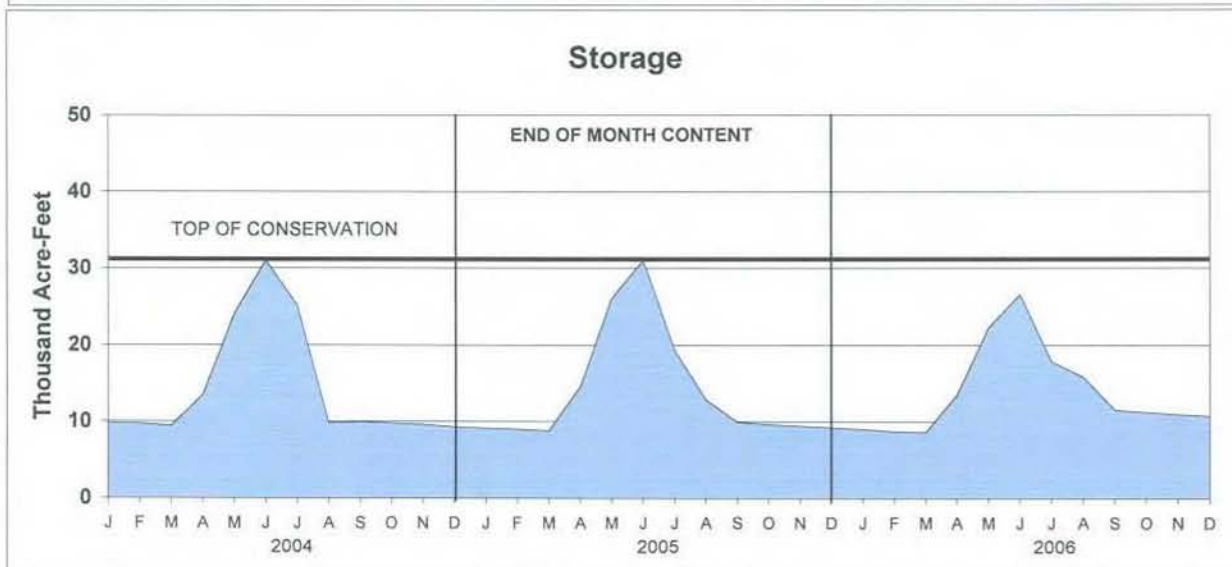 Storage
50
END OF MONTH CONTENT
40
TOP OF CONSERVATION
30
20
10
0
Thousand Acre-Feet
J F M A M J J A S O N D J F M A M J J A S O N D J F M A M J J A S O N D
2004 2005 2006